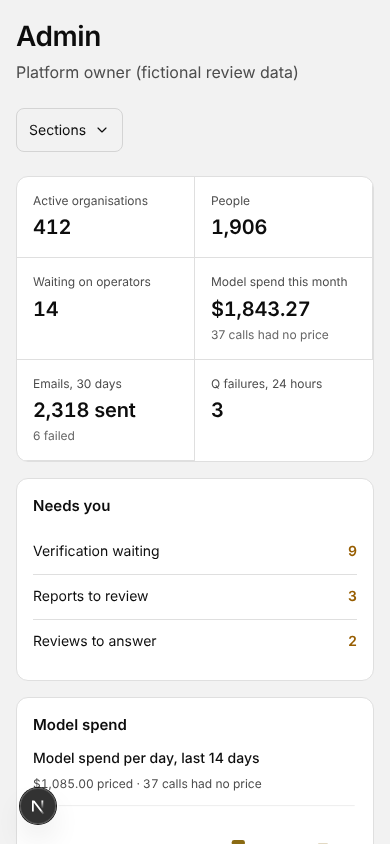 Admin
Platform owner (fictional review data)
Sections
Active organisations
412
People
1,906
Waiting on operators
14
Model spend this month
$1,843.27
37 calls had no price
Emails, 30 days
2,318 sent
6 failed
Q failures, 24 hours
3
Needs you
Verification waiting
9
Reports to review
3
Reviews to answer
2
Model spend
Model spend per day, last 14 days
$1,085.00 priced · 37 calls had no price
N